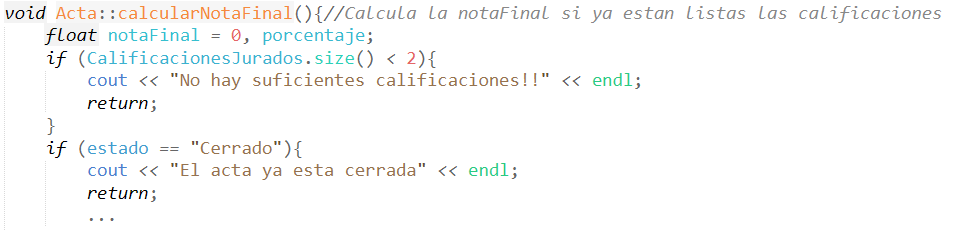 void Acta::calcularNotaFinal(){//Calcula la notaFinal si ya estan listas las calificaciones
    float notaFinal = 0, porcentaje;
    if (CalificacionesJurados.size() < 2){
        cout << "No hay suficientes calificaciones!!" << endl;
        return;
    }
    if (estado == "Cerrado"){
        cout << "El acta ya esta cerrada" << endl;
        return;
        ...